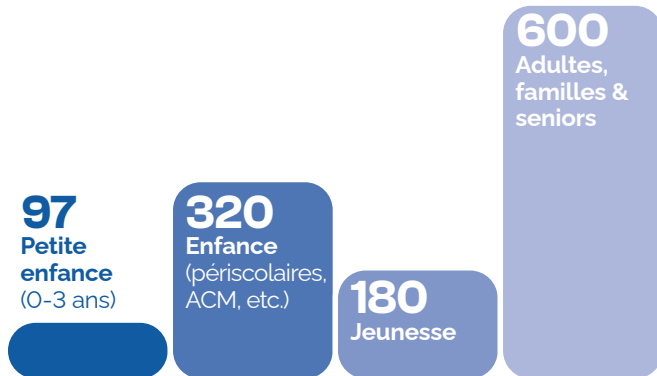 97
Petite
enfance
(0-3 ans)
320
Enfance
(périscolaires,
ACM, etc.)
180
Jeunesse
600
Adultes,
familles &
seniors